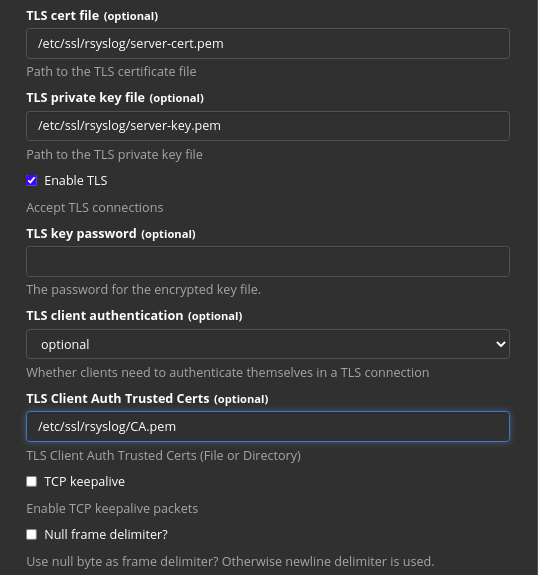 TLS cert file (optional)
/etc/ssl/rsyslog/server-cert.pem
Path to the TLS certificate file
TLS private key file (optional)
/etc/ssl/rsyslog/server-key.pem
Path to the TLS private key file
Enable TLS
Accept TLS connections
TLS key password (optional)
The password for the encrypted key file.
TLS client authentication (optional)
optional
Whether clients need to authenticate themselves in a TLS connection
TLS Client Auth Trusted Certs (optional)
/etc/ssl/rsyslog/CA.pem
TLS Client Auth Trusted Certs (File or Directory)
TCP keepalive
Enable TCP keepalive packets
Null frame delimiter?
Use null byte as frame delimiter? Otherwise newline delimiter is used.